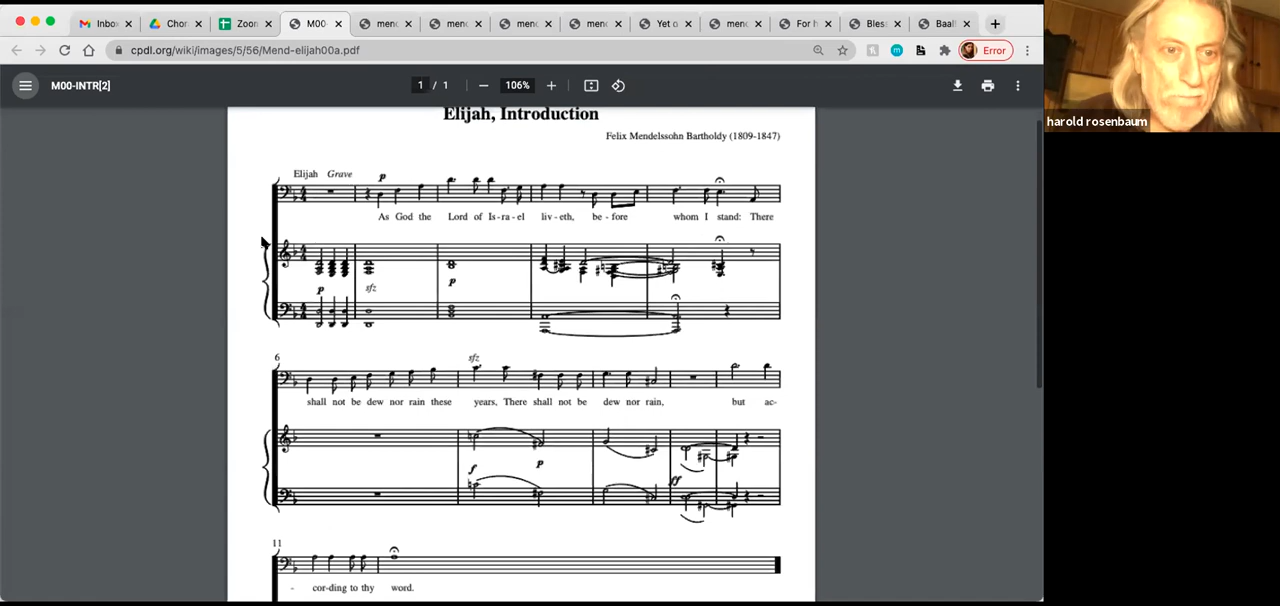 Inbox Chor Zoom M00- mend mend mend mend Yet o mend For h Bless Baal
cpdl.org/wiki/images/5/56/Mend-elijah00a.pdf Error
M00-INTR[2] 1 / 1 106%
harold rosenbaum
Elijah, Introduction
Felix Mendelssohn Bartholdy (1809-1847)
Elijah Grave p
As God the Lord of Is-ra-el liv-eth, be-fore whom I stand: There
p sfz p
6 sfz
shall not be dew nor rain these years, There shall not be dew nor rain, but ac-
f p ff
11
- cor-ding to thy word.